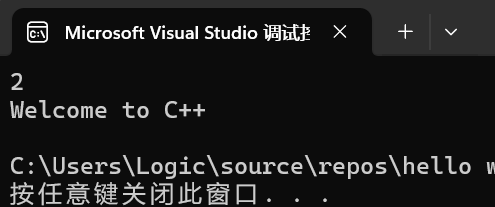 Microsoft Visual Studio 调试
2
Welcome to C++
C:\Users\Logic\source\repos\hello
按任意键关闭此窗口. . .